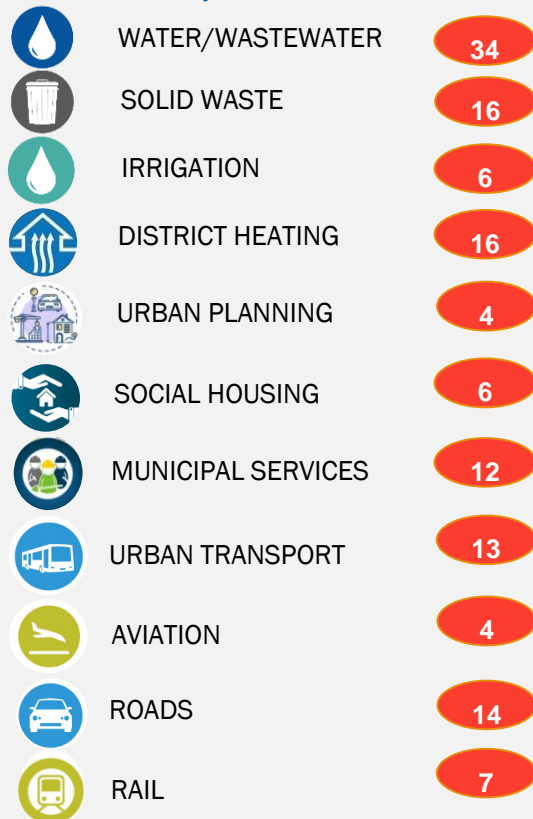 WATER/WASTEWATER 34
SOLID WASTE 16
IRRIGATION 6
DISTRICT HEATING 16
URBAN PLANNING 4
SOCIAL HOUSING 6
MUNICIPAL SERVICES 12
URBAN TRANSPORT 13
AVIATION 4
ROADS 14
RAIL 7